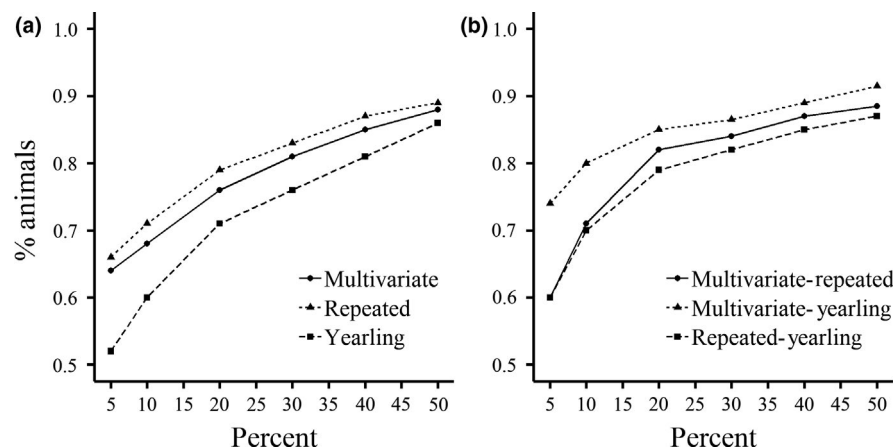 (a)
% animals
1.0
0.9
0.8
0.7
0.6
0.5
Multivariate
Repeated
Yearling
5 10 15 20 25 30 35 40 45 50
Percent
(b)
1.0
0.9
0.8
0.7
0.6
0.5
Multivariate-repeated
Multivariate-yearling
Repeated-yearling
5 10 15 20 25 30 35 40 45 50
Percent